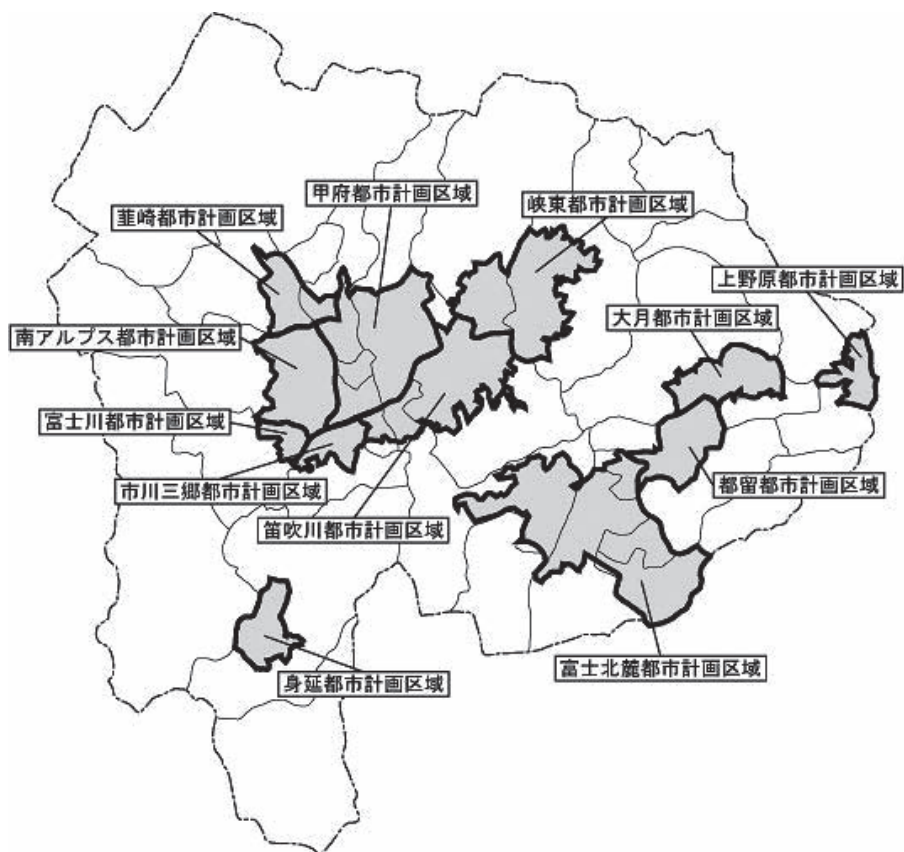 甲府都市計画区域
峡東都市計画区域
韮崎都市計画区域
上野原都市計画区域
大月都市計画区域
南アルプス都市計画区域
富士川都市計画区域
市川三郷都市計画区域
都留都市計画区域
笛吹川都市計画区域
富士北麓都市計画区域
身延都市計画区域